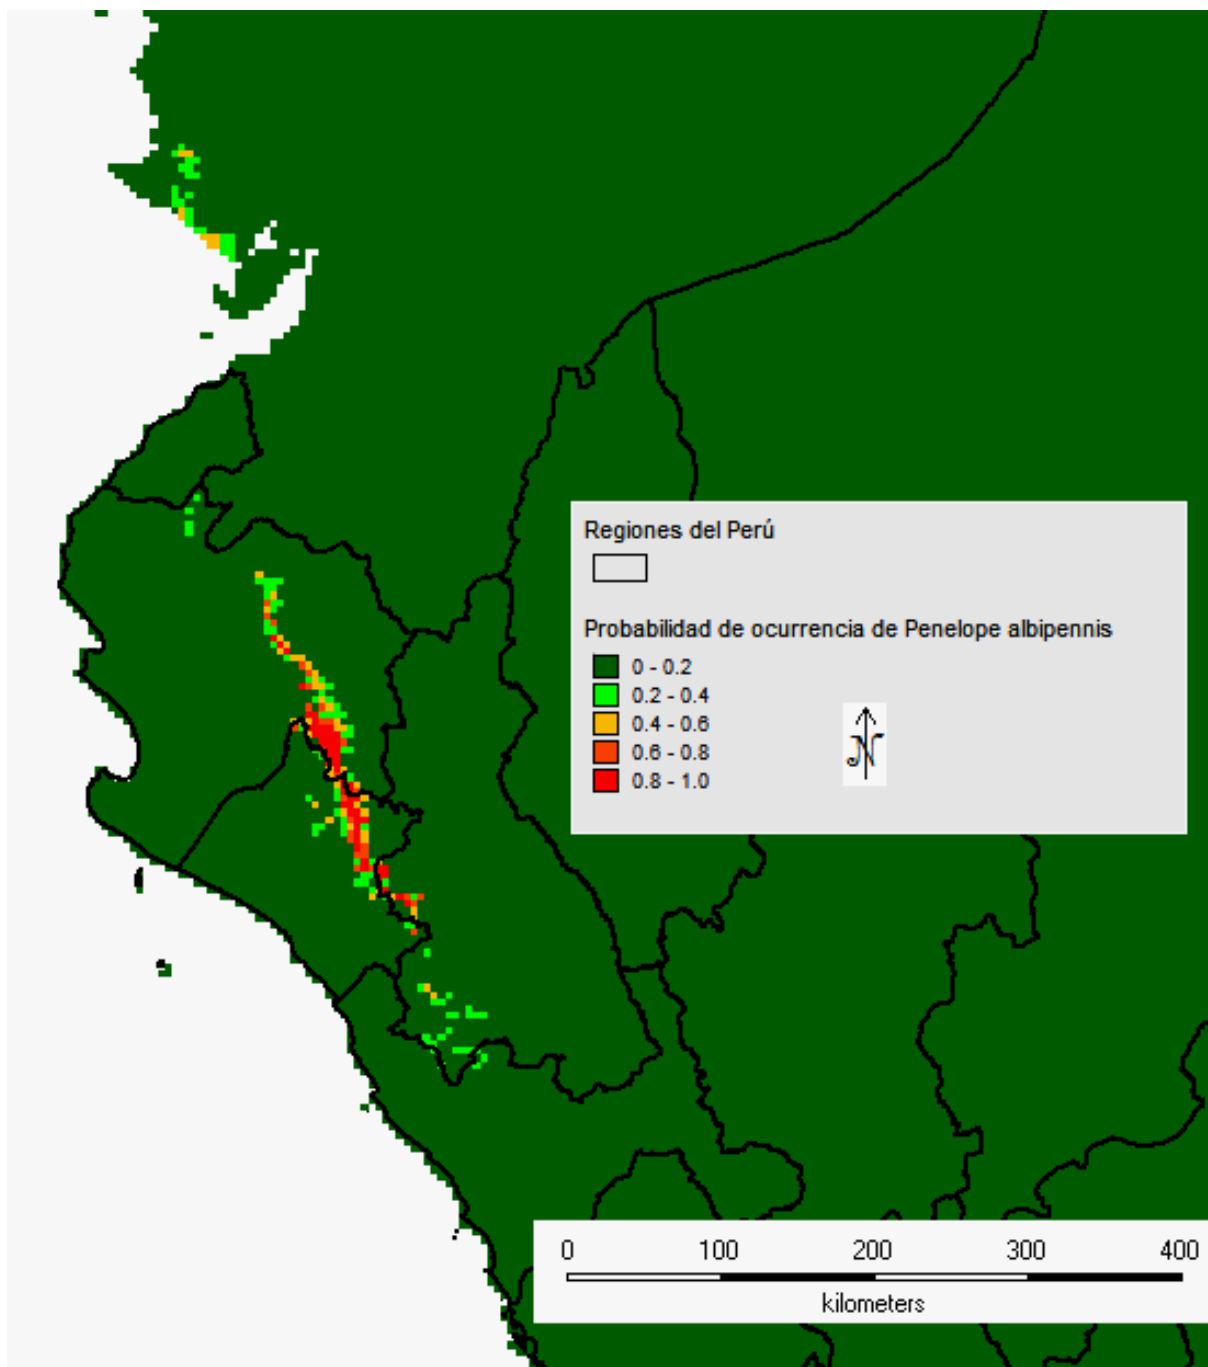 Regiones del Perú
Probabilidad de ocurrencia de Penelope albipennis
0 - 0.2
0.2 - 0.4
0.4 - 0.6
0.6 - 0.8
0.8 - 1.0
N
0 100 200 300 400
kilometers